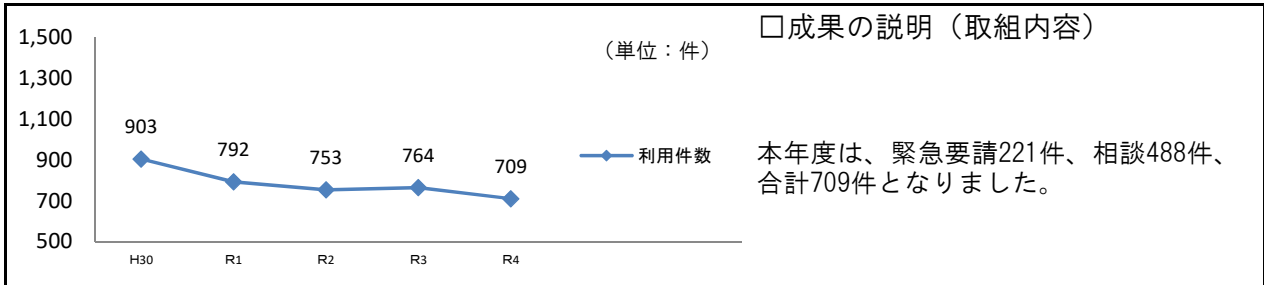 1,500
1,300
1,100
900
700
500
（単位：件）
903
792
753
764
709
利用件数
H30
R1
R2
R3
R4
□成果の説明（取組内容）
本年度は、緊急要請221件、相談488件、
合計709件となりました。